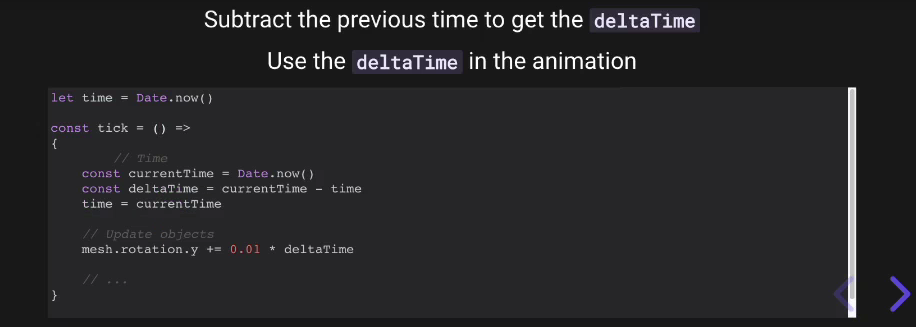 Subtract the previous time to get the deltaTime
Use the deltaTime in the animation
let time = Date.now()
const tick = () =>
{
// Time
const currentTime = Date.now()
const deltaTime = currentTime - time
time = currentTime
// Update objects
mesh.rotation.y += 0.01 * deltaTime
// ...
}